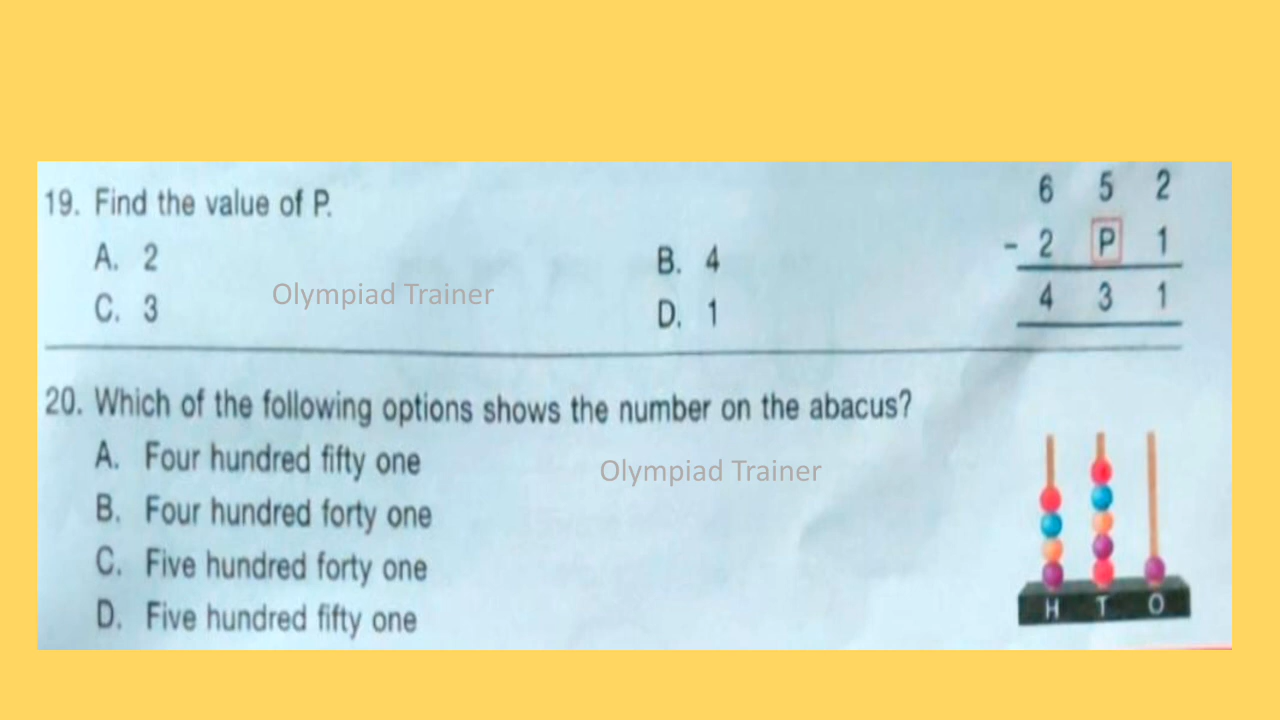 19. Find the value of P.
A. 2
B. 4
C. 3
D. 1
6 5 2
- 2 P 1
4 3 1
Olympiad Trainer
20. Which of the following options shows the number on the abacus?
A. Four hundred fifty one
B. Four hundred forty one
C. Five hundred forty one
D. Five hundred fifty one
Olympiad Trainer
H T O